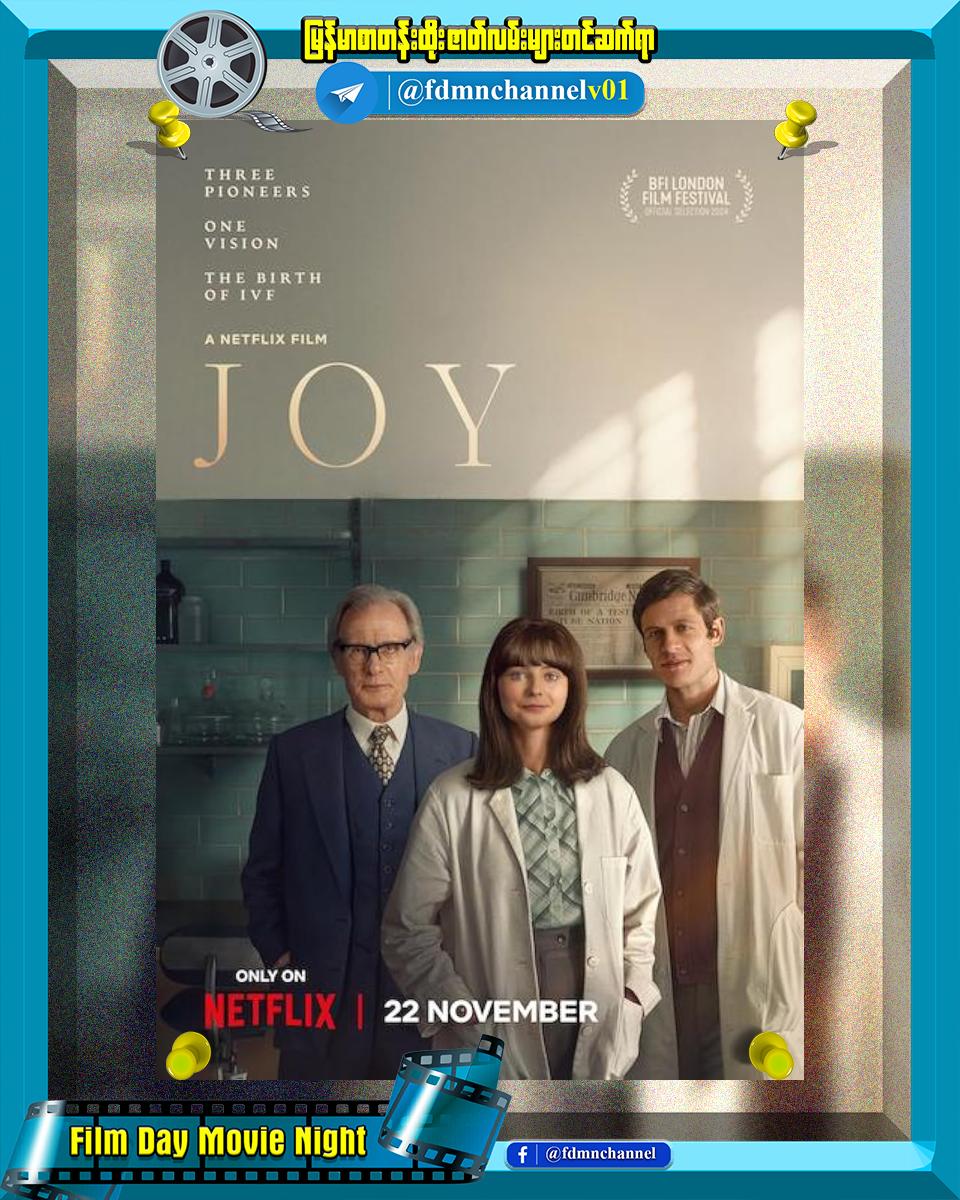 မြန်မာစာတန်းထိုးဇာတ်လမ်းများတင်ဆက်ရာ
@fdmnchannelv01
THREE
PIONEERS
ONE
VISION
THE BIRTH
OF IVF
BFI LONDON
FILM FESTIVAL
OFFICIAL SELECTION 2024
A NETFLIX FILM
JOY
Cambridge
BIRTH OF A TEST
TUBE NATION
ONLY ON
NETFLIX | 22 NOVEMBER
Film Day Movie Night
@fdmnchannel